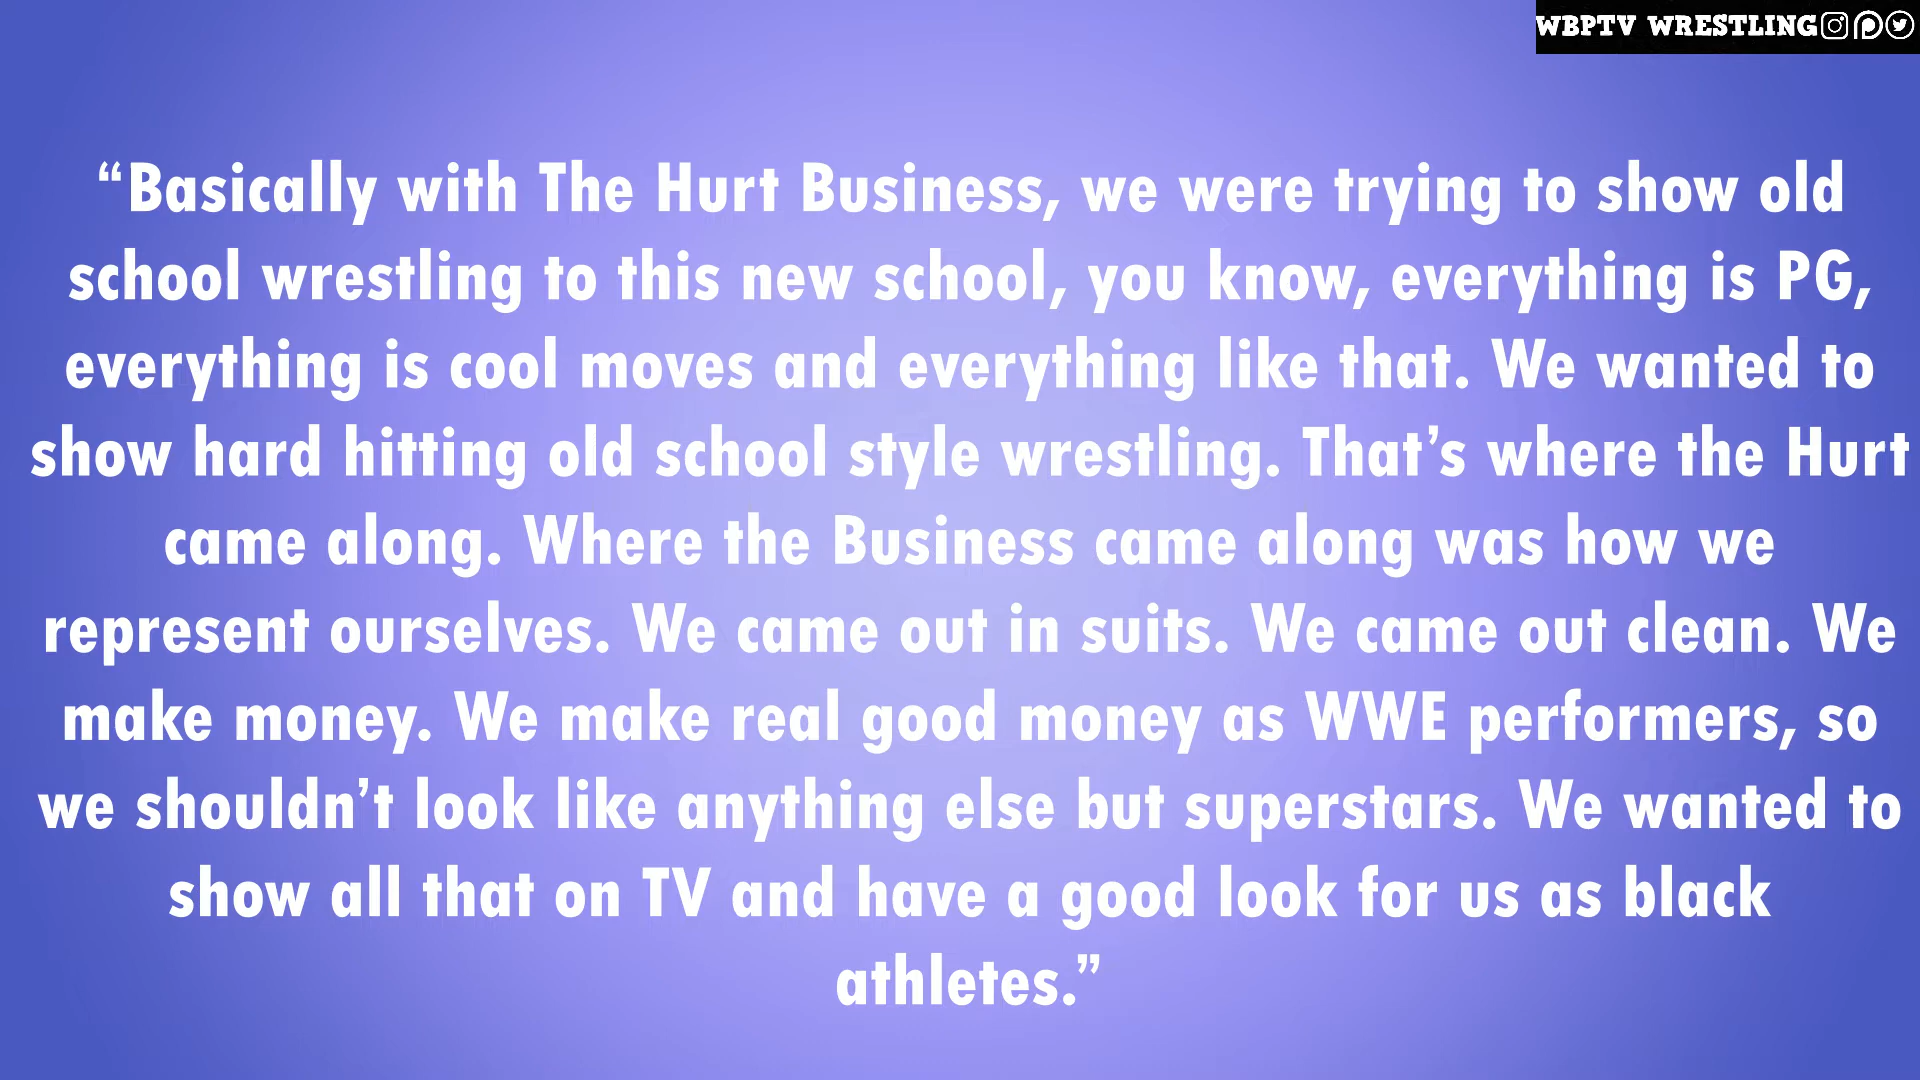 WBPTV WRESTLING
“Basically with The Hurt Business, we were trying to show old
school wrestling to this new school, you know, everything is PG,
everything is cool moves and everything like that. We wanted to
show hard hitting old school style wrestling. That’s where the Hurt
came along. Where the Business came along was how we
represent ourselves. We came out in suits. We came out clean. We
make money. We make real good money as WWE performers, so
we shouldn’t look like anything else but superstars. We wanted to
show all that on TV and have a good look for us as black
athletes.”